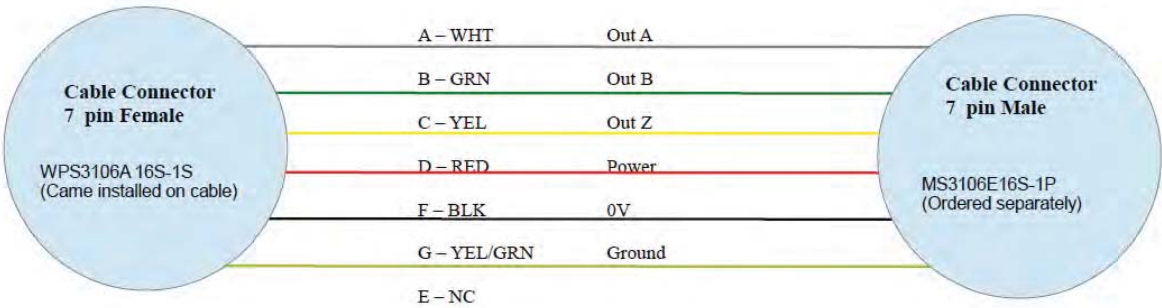 A – WHT Out A
B – GRN Out B
Cable Connector
7 pin Female
Cable Connector
7 pin Male
C – YEL Out Z
D – RED Power
WPS3106A 16S-1S
(Came installed on cable)
MS3106E16S-1P
(Ordered separately)
F – BLK 0V
G – YEL/GRN Ground
E – NC